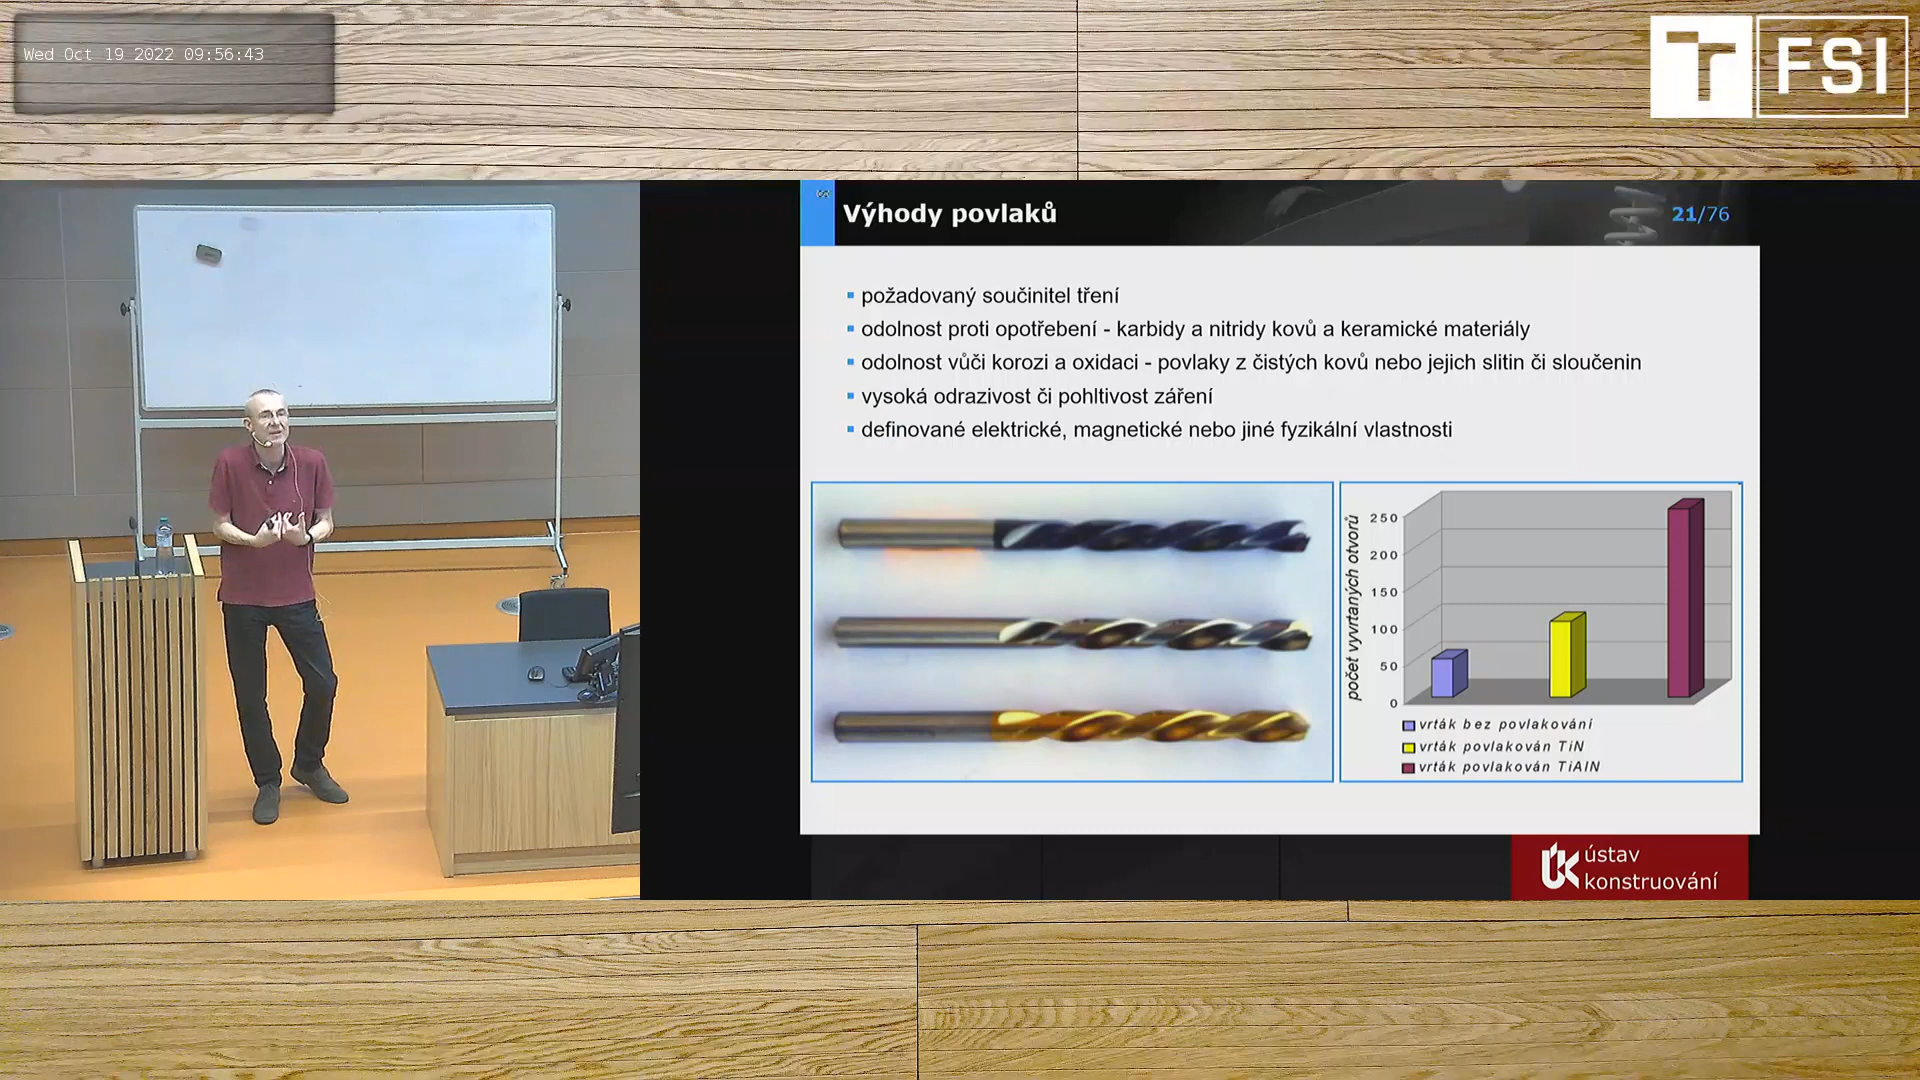 Wed Oct 19 2022 09:56:43
FSI
Výhody povlaků
21/76
požadovaný součinitel tření
odolnost proti opotřebení - karbidy a nitridy kovů a keramické materiály
odolnost vůči korozi a oxidaci - povlaky z čistých kovů nebo jejich slitin či sloučenin
vysoká odrazivost či pohltivost záření
definované elektrické, magnetické nebo jiné fyzikální vlastnosti
počet vyvrtaných otvorů
250
200
150
100
50
0
vrták bez povlakování
vrták povlakován TiN
vrták povlakován TiAlN
ÚK ústav
konstruování